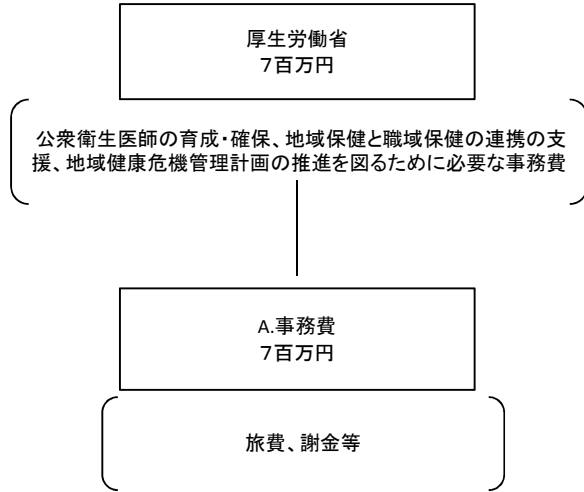 厚生労働省
７百万円
公衆衛生医師の育成・確保、地域保健と職域保健の連携の支
援、地域健康危機管理計画の推進を図るために必要な事務費
A.事務費
７百万円
旅費、謝金等